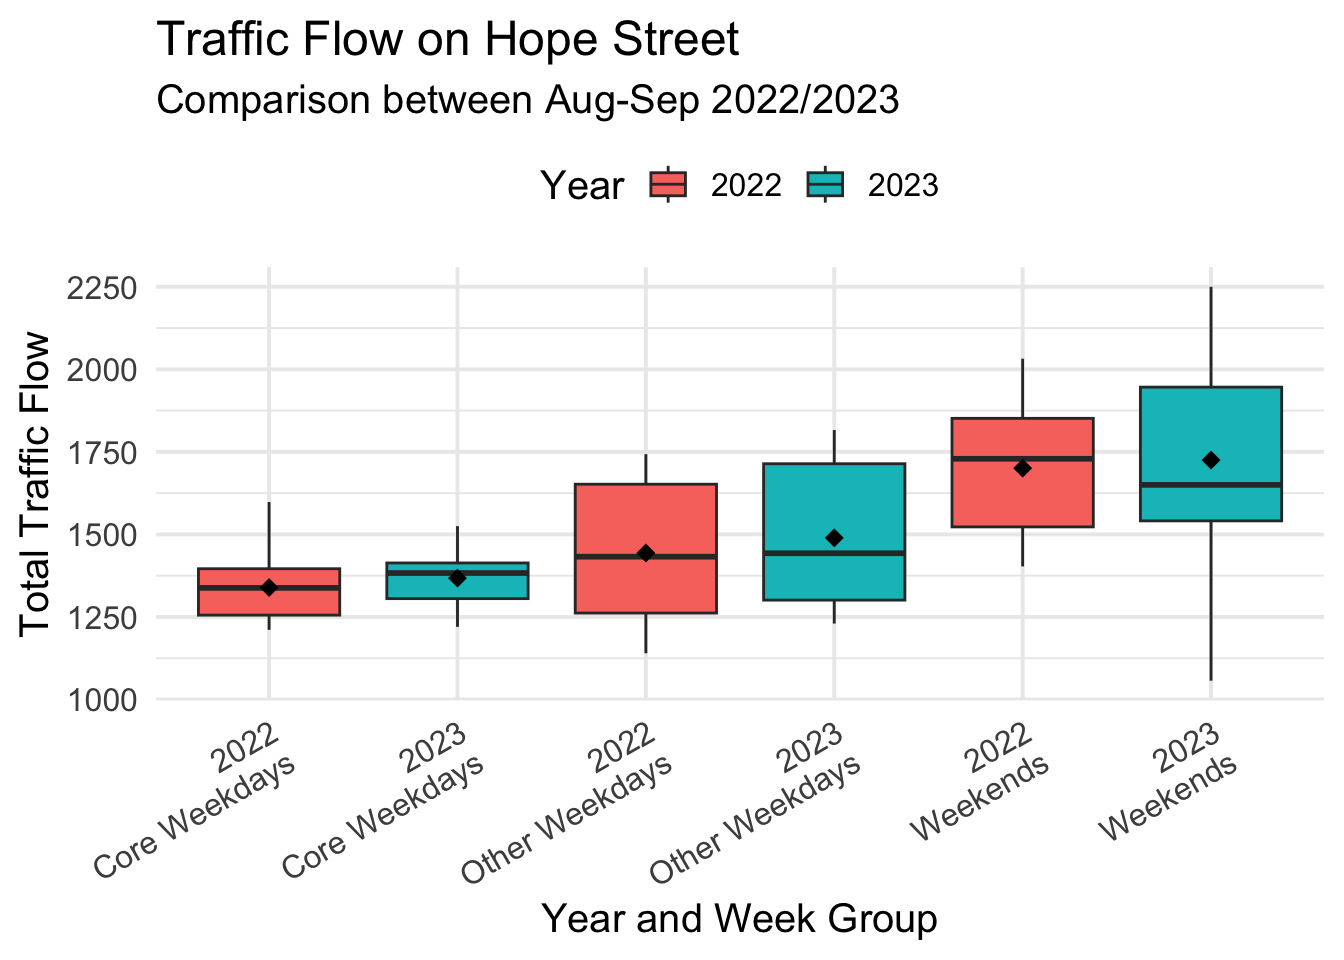 Traffic Flow on Hope Street
Comparison between Aug-Sep 2022/2023
Year 2022 2023
2250
2000
1750
1500
1250
1000
Total Traffic Flow
2022
Core Weekdays
2023
Core Weekdays
2022
Other Weekdays
2023
Other Weekdays
2022
Weekends
2023
Weekends
Year and Week Group